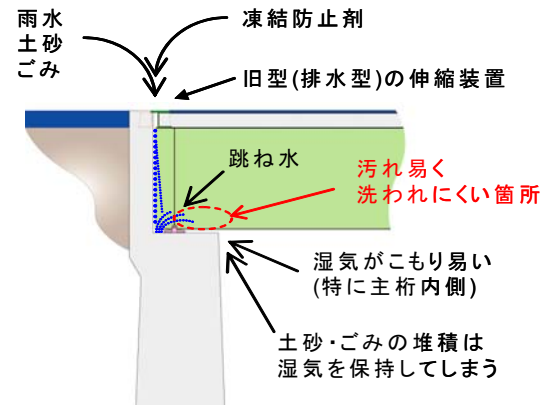 雨水
土砂
ごみ
凍結防止剤
旧型(排水型)の伸縮装置
跳ね水
汚れ易く
洗われにくい箇所
湿気がこもり易い
(特に主桁内側)
土砂・ごみの堆積は
湿気を保持してしまう